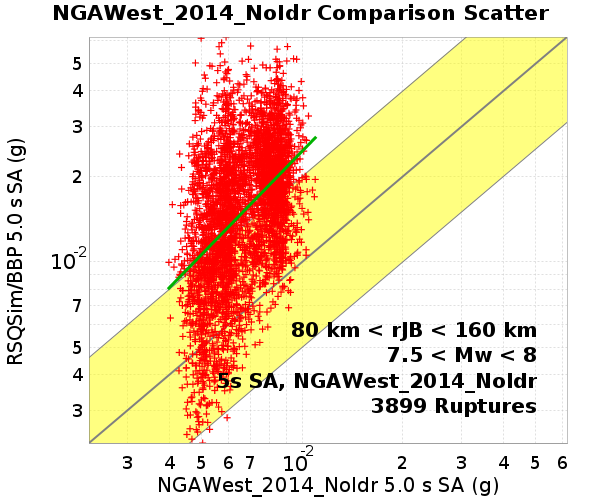 NGAWest_2014_NoIdr Comparison Scatter
RSQSim/BBP 5.0 s SA (g)
5
4
3
2
10-2
7
5
4
3
80 km < rJB < 160 km
7.5 < Mw < 8
5s SA, NGAWest_2014_NoIdr
3899 Ruptures
3 4 5 6 7 10-2 2 3 4 5 6
NGAWest_2014_NoIdr 5.0 s SA (g)